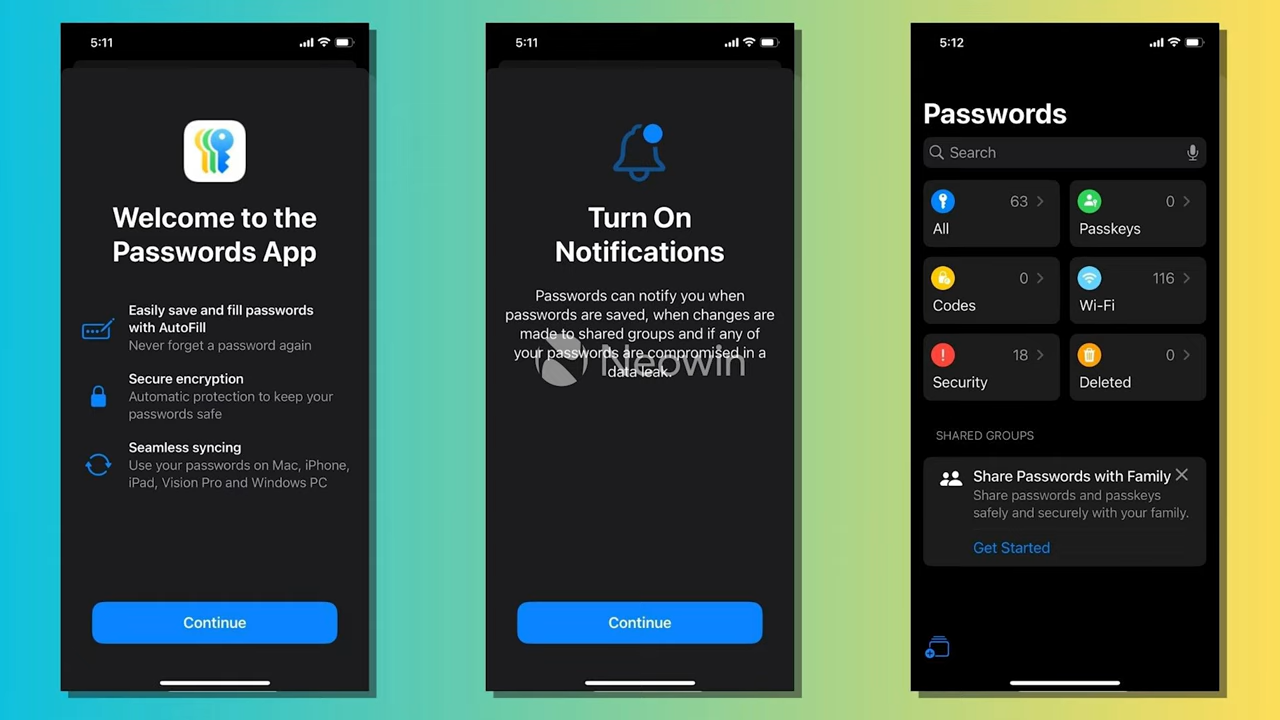 5:11
Welcome to the
Passwords App
Easily save and fill passwords
with AutoFill
Never forget a password again
Secure encryption
Automatic protection to keep your
passwords safe
Seamless syncing
Use your passwords on Mac, iPhone,
iPad, Vision Pro and Windows PC
Continue
5:11
Turn On
Notifications
Passwords can notify you when
passwords are saved, when changes are
made to shared groups and if any of
your passwords are compromised in a
data leak.
Neowin
Continue
5:12
Passwords
Search
63
All
0
Passkeys
0
Codes
116
Wi-Fi
18
Security
0
Deleted
SHARED GROUPS
Share Passwords with Family
Share passwords and passkeys
safely and securely with your family.
Get Started